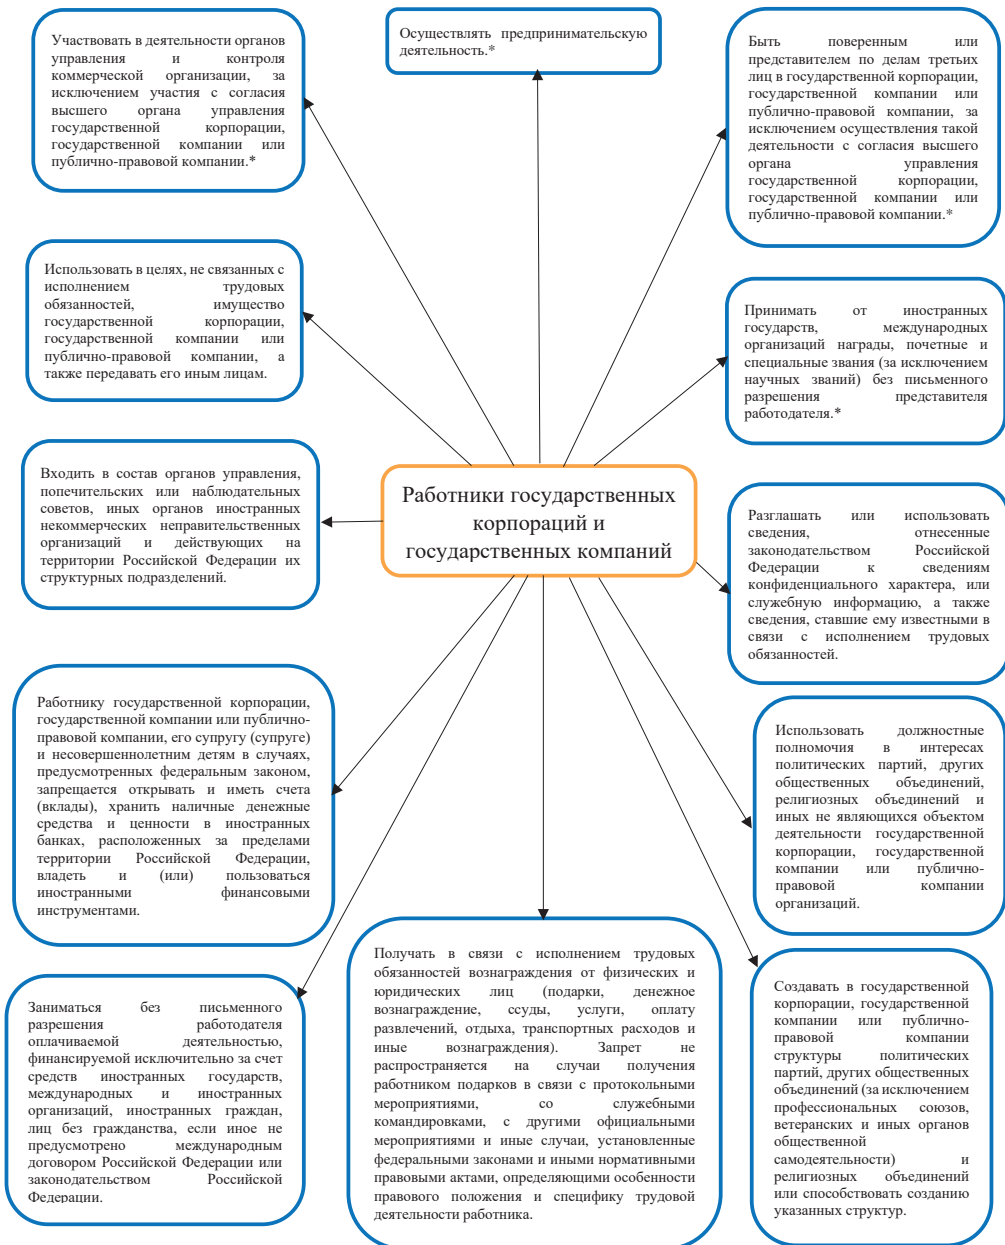 Участвовать в деятельности органов
управления и контроля
коммерческой организации, за
исключением участия с согласия
высшего органа управления
государственной корпорации,
государственной компании или
публично-правовой компании.*
Осуществлять предпринимательскую
деятельность.*
Быть поверенным или
представителем по делам третьих
лиц в государственной корпорации,
государственной компании или
публично-правовой компании, за
исключением осуществления такой
деятельности с согласия высшего
органа управления
государственной корпорации,
государственной компании или
публично-правовой компании.*
Использовать в целях, не связанных с
исполнением трудовых
обязанностей, имущество
государственной корпорации,
государственной компании или
публично-правовой компании, а
также передавать его иным лицам.
Принимать от иностранных
государств, международных
организаций награды, почетные и
специальные звания (за исключением
научных званий) без письменного
разрешения представителя
работодателя.*
Входить в состав органов управления,
попечительских или наблюдательных
советов, иных органов иностранных
некоммерческих неправительственных
организаций и действующих на
территории Российской Федерации их
структурных подразделений.
Работники государственных
корпораций и
государственных компаний
Разглашать или использовать
сведения, отнесенные
законодательством Российской
Федерации к сведениям
конфиденциального характера, или
служебную информацию, а также
сведения, ставшие ему известными в
связи с исполнением трудовых
обязанностей.
Работнику государственной корпорации,
государственной компании или публично-
правовой компании, его супругу (супруге)
и несовершеннолетним детям в случаях,
предусмотренных федеральным законом,
запрещается открывать и иметь счета
(вклады), хранить наличные денежные
средства и ценности в иностранных
банках, расположенных за пределами
территории Российской Федерации,
владеть и (или) пользоваться
иностранными финансовыми
инструментами.
Использовать должностные
полномочия в интересах
политических партий, других
общественных объединений,
религиозных объединений и
иных не являющихся объектом
деятельности государственной
корпорации, государственной
компании или публично-
правовой компании
организаций.
Заниматься без письменного
разрешения работодателя
оплачиваемой деятельностью,
финансируемой исключительно за счет
средств иностранных государств,
международных и иностранных
организаций, иностранных граждан,
лиц без гражданства, если иное не
предусмотрено международным
договором Российской Федерации или
законодательством Российской
Федерации.
Получать в связи с исполнением трудовых
обязанностей вознаграждения от физических и
юридических лиц (подарки, денежное
вознаграждение, ссуды, услуги, оплату
развлечений, отдыха, транспортных расходов и
иные вознаграждения). Запрет не
распространяется на случаи получения
работником подарков в связи с протокольными
мероприятиями, со служебными
командировками, с другими официальными
мероприятиями и иные случаи, установленные
федеральными законами и иными нормативными
правовыми актами, определяющими особенности
правового положения и специфику трудовой
деятельности работника.
Создавать в государственной
корпорации, государственной
компании или публично-
правовой компании
структуры политических
партий, других общественных
объединений (за исключением
профессиональных союзов,
ветеранских и иных органов
общественной
самодеятельности) и
религиозных объединений
или способствовать созданию
указанных структур.